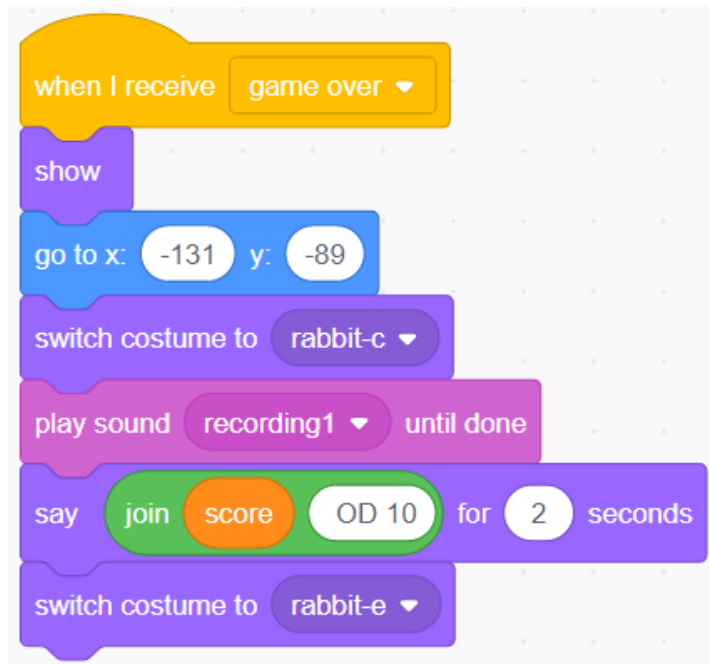 when I receive game over
show
go to x: -131 y: -89
switch costume to rabbit-c
play sound recording1 until done
say join score OD 10 for 2 seconds
switch costume to rabbit-e